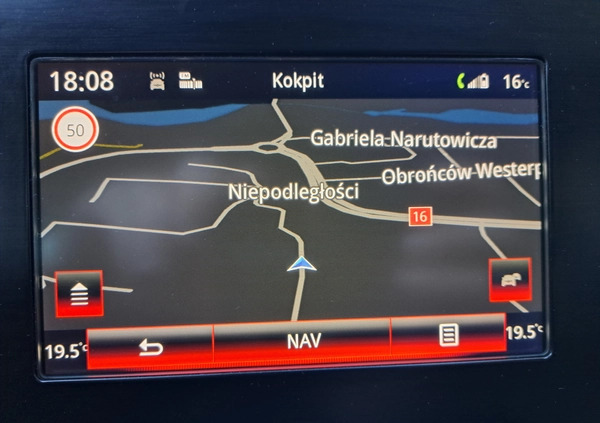 18:08 Kokpit 16°c
50
Gabriela Narutowicza
Obrońców Westerp
Niepodległości
16
19.5°c NAV 19.5°c